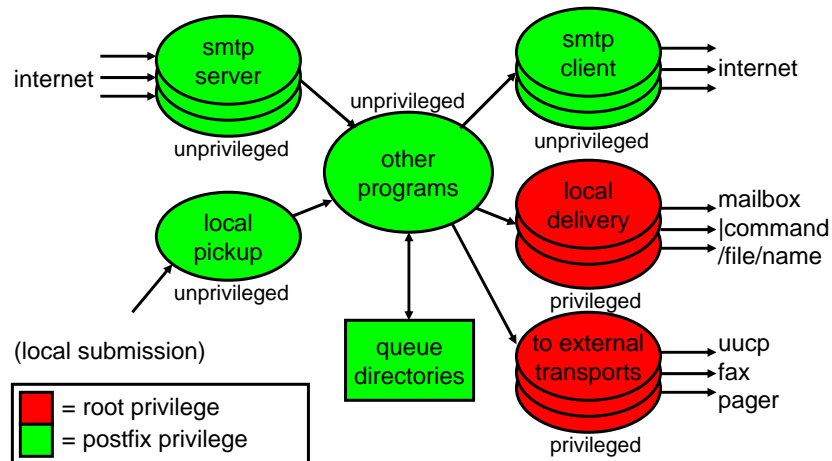 smtp
server
internet
unprivileged
smtp
client
internet
unprivileged
unprivileged
other
programs
local
pickup
unprivileged
local
delivery
mailbox
|command
/file/name
privileged
(local submission)
queue
directories
to external
transports
uucp
fax
pager
privileged
= root privilege
= postfix privilege